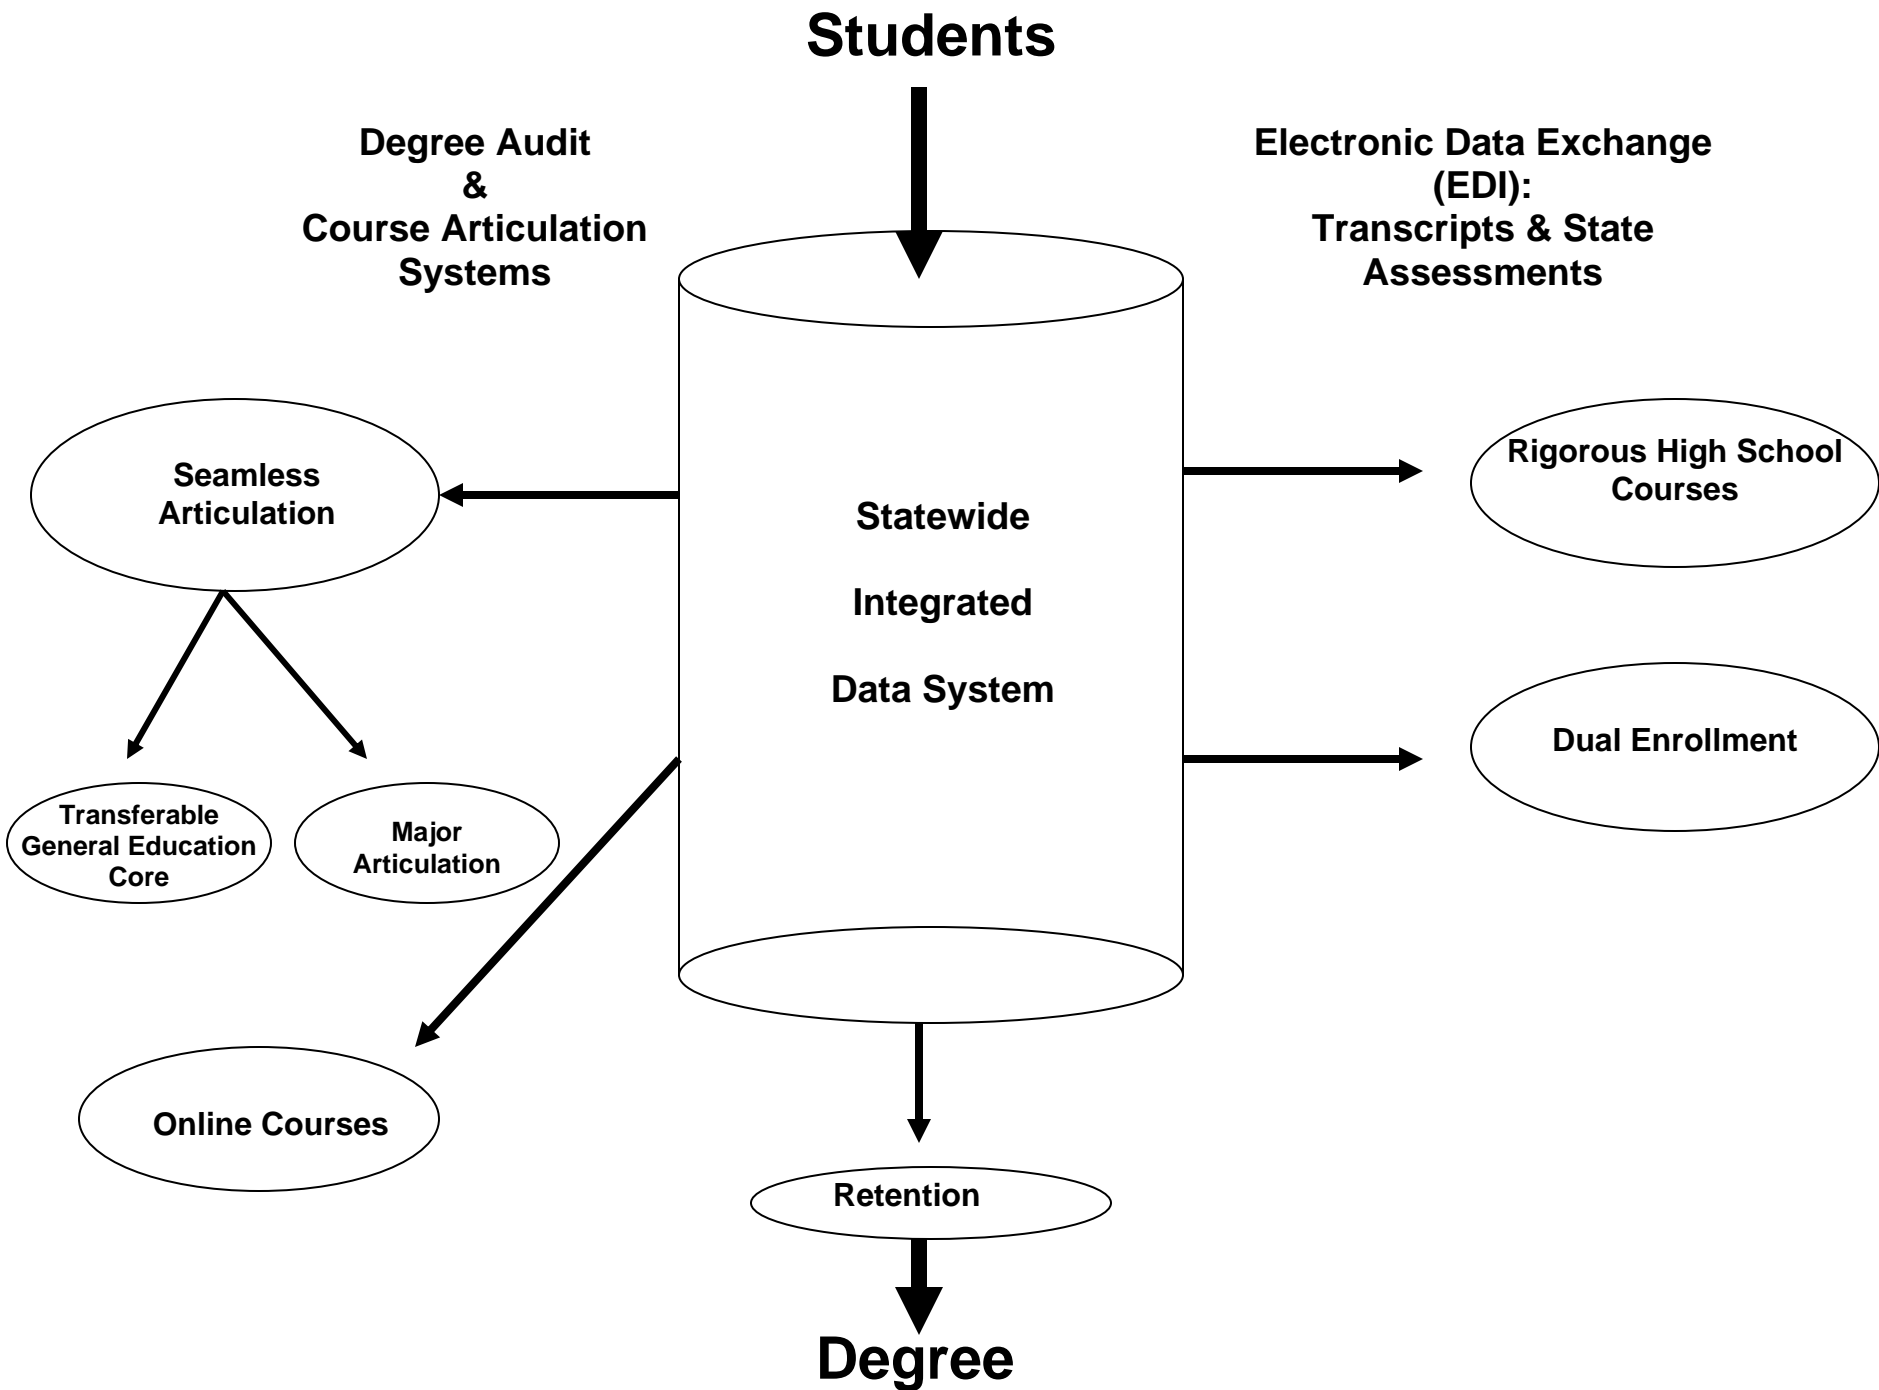 Students
Degree Audit
&
Course Articulation
Systems
Electronic Data Exchange
(EDI):
Transcripts & State
Assessments
Seamless
Articulation
Statewide
Integrated
Data System
Rigorous High School
Courses
Dual Enrollment
Transferable
General Education
Core
Major
Articulation
Online Courses
Retention
Degree